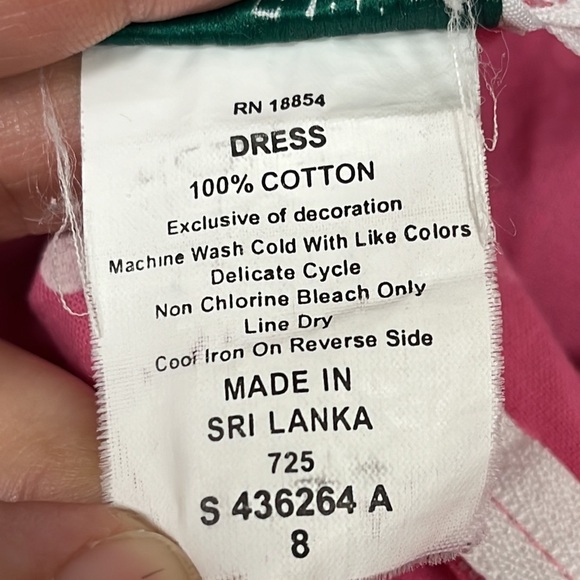 RN 18854
DRESS
100% COTTON
Exclusive of decoration
Machine Wash Cold With Like Colors
Delicate Cycle
Non Chlorine Bleach Only
Line Dry
Cool Iron On Reverse Side
MADE IN
SRI LANKA
725
S 436264 A
8